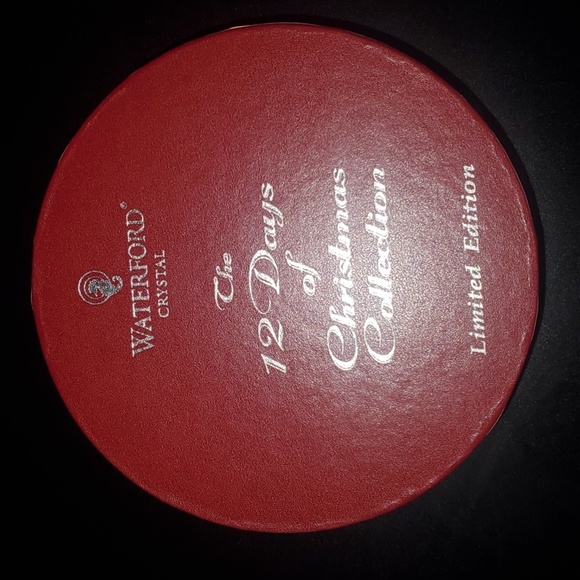 WATERFORD®
CRYSTAL
The
12 Days
of
Christmas
Collection
Limited Edition